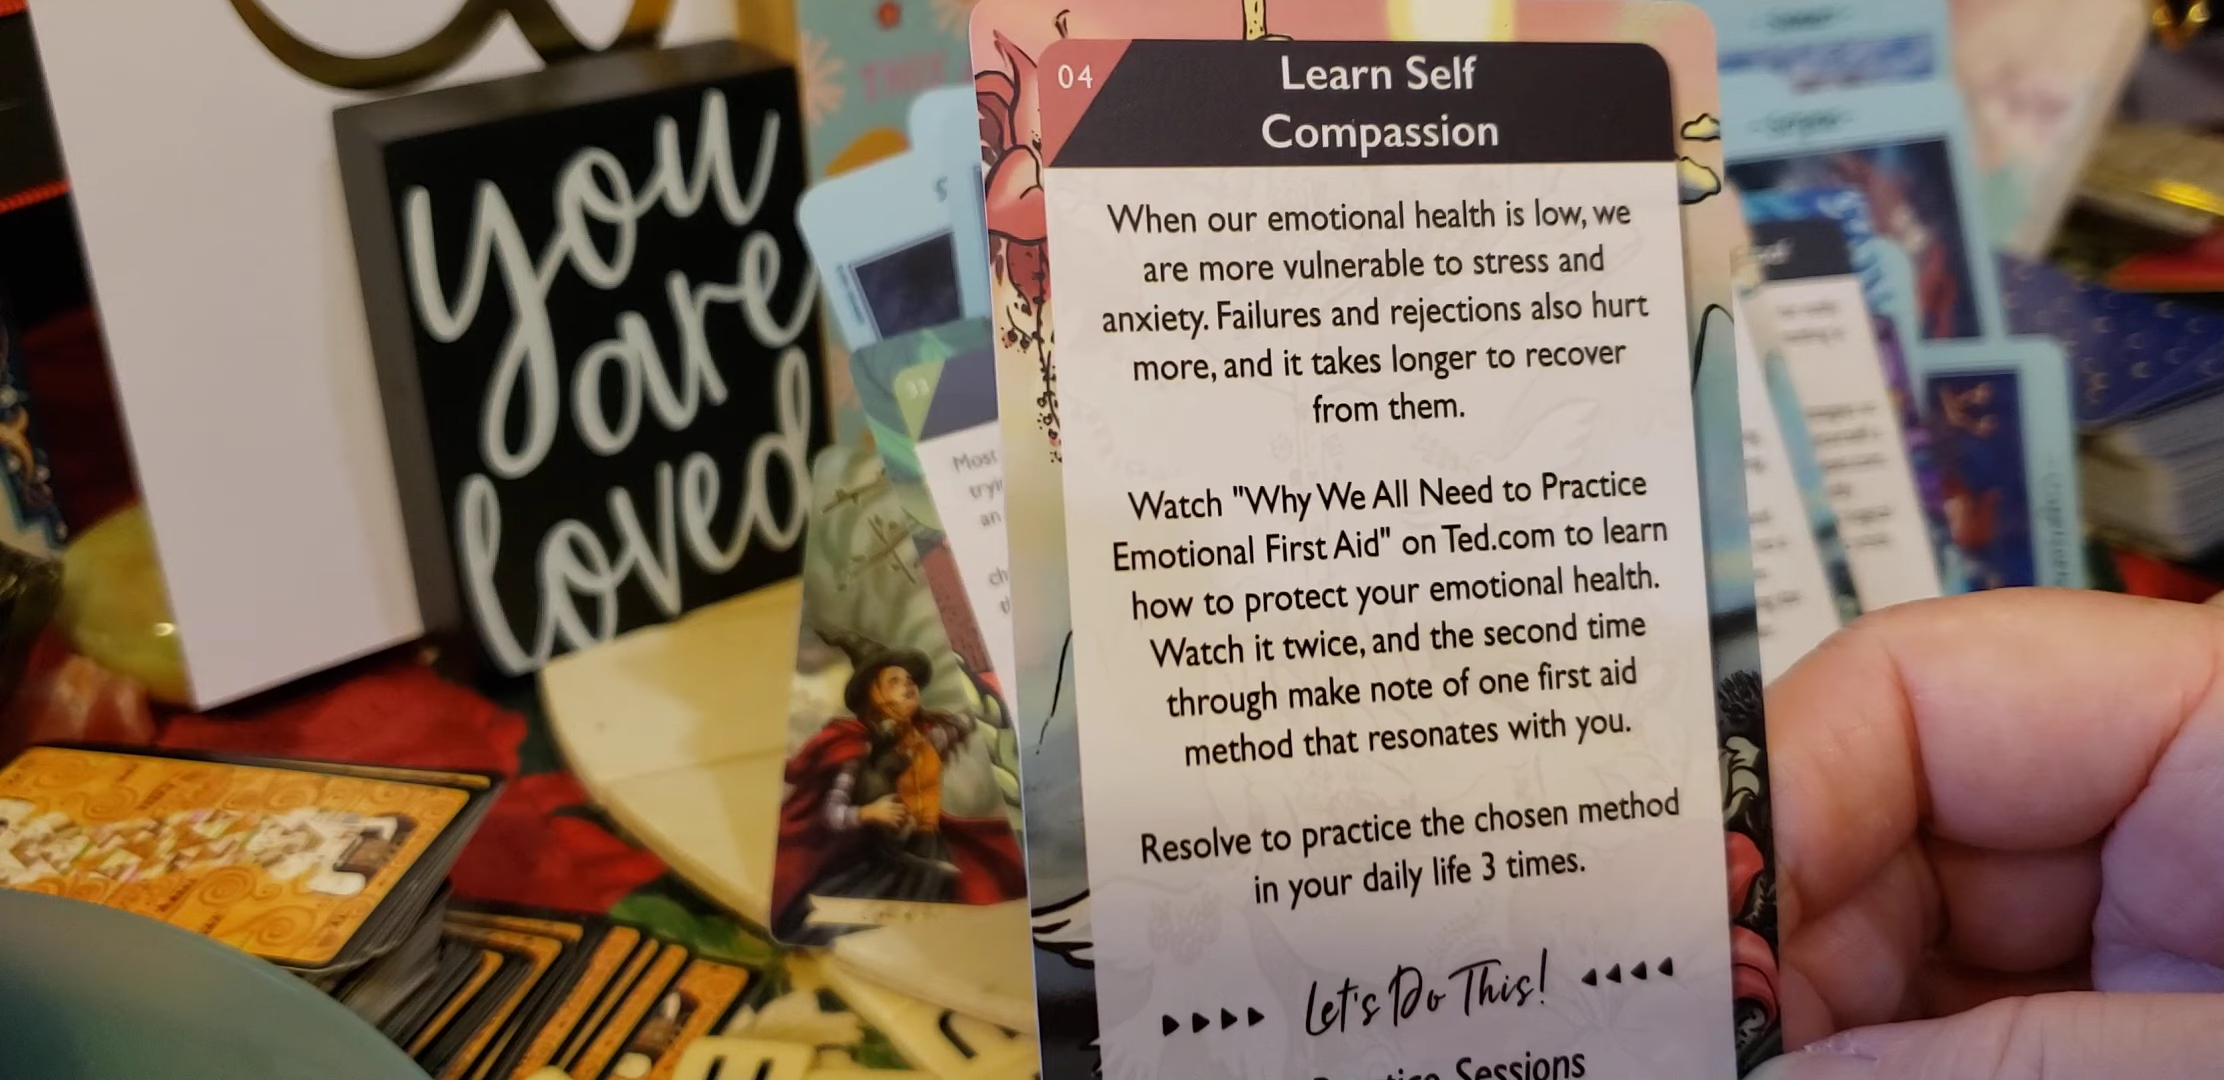 you
are
loved
04
Learn Self
Compassion
When our emotional health is low, we
are more vulnerable to stress and
anxiety. Failures and rejections also hurt
more, and it takes longer to recover
from them.
Watch "Why We All Need to Practice
Emotional First Aid" on Ted.com to learn
how to protect your emotional health.
Watch it twice, and the second time
through make note of one first aid
method that resonates with you.
Resolve to practice the chosen method
in your daily life 3 times.
Let's Do This!
Sessions
Most
an